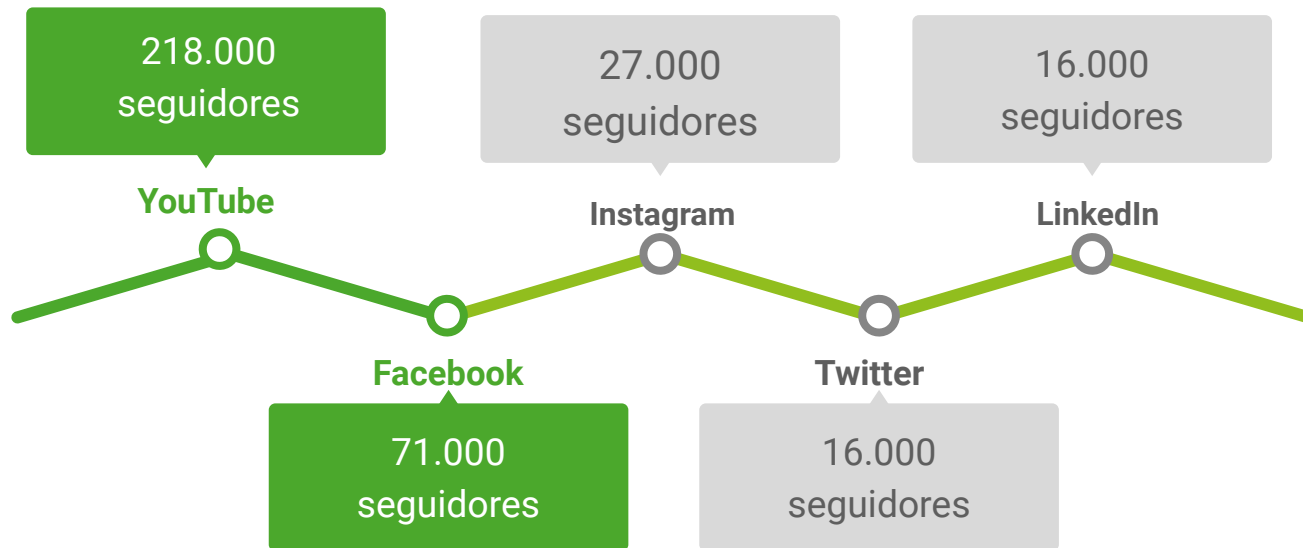 218.000
seguidores
YouTube
Facebook
71.000
seguidores
27.000
seguidores
Instagram
Twitter
16.000
seguidores
16.000
seguidores
LinkedIn